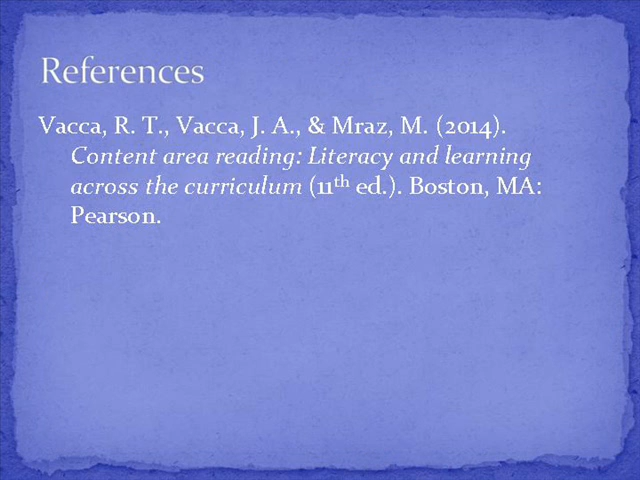 References
Vacca, R. T., Vacca, J. A., & Mraz, M. (2014).
Content area reading: Literacy and learning
across the curriculum (11th ed.). Boston, MA:
Pearson.